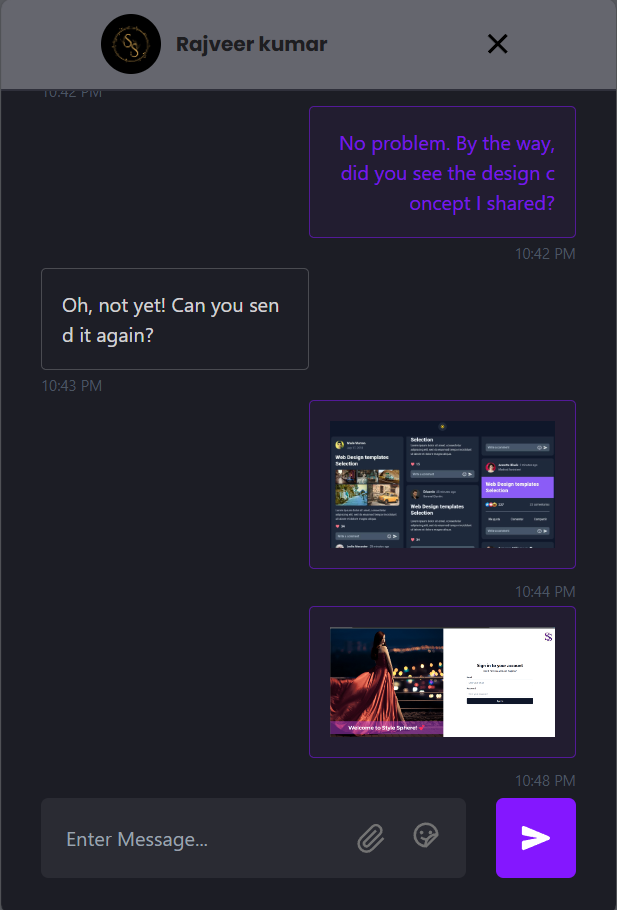 Rajveer kumar
10:42 PM
No problem. By the way,
did you see the design c
oncept I shared?
10:42 PM
Oh, not yet! Can you sen
d it again?
10:43 PM
Selection
Web Design templates
Selection
Web Design templates
Selection
Web Design templates
Selection
10:44 PM
Sign in to your account
Welcome to Style Sphere!
10:48 PM
Enter Message...